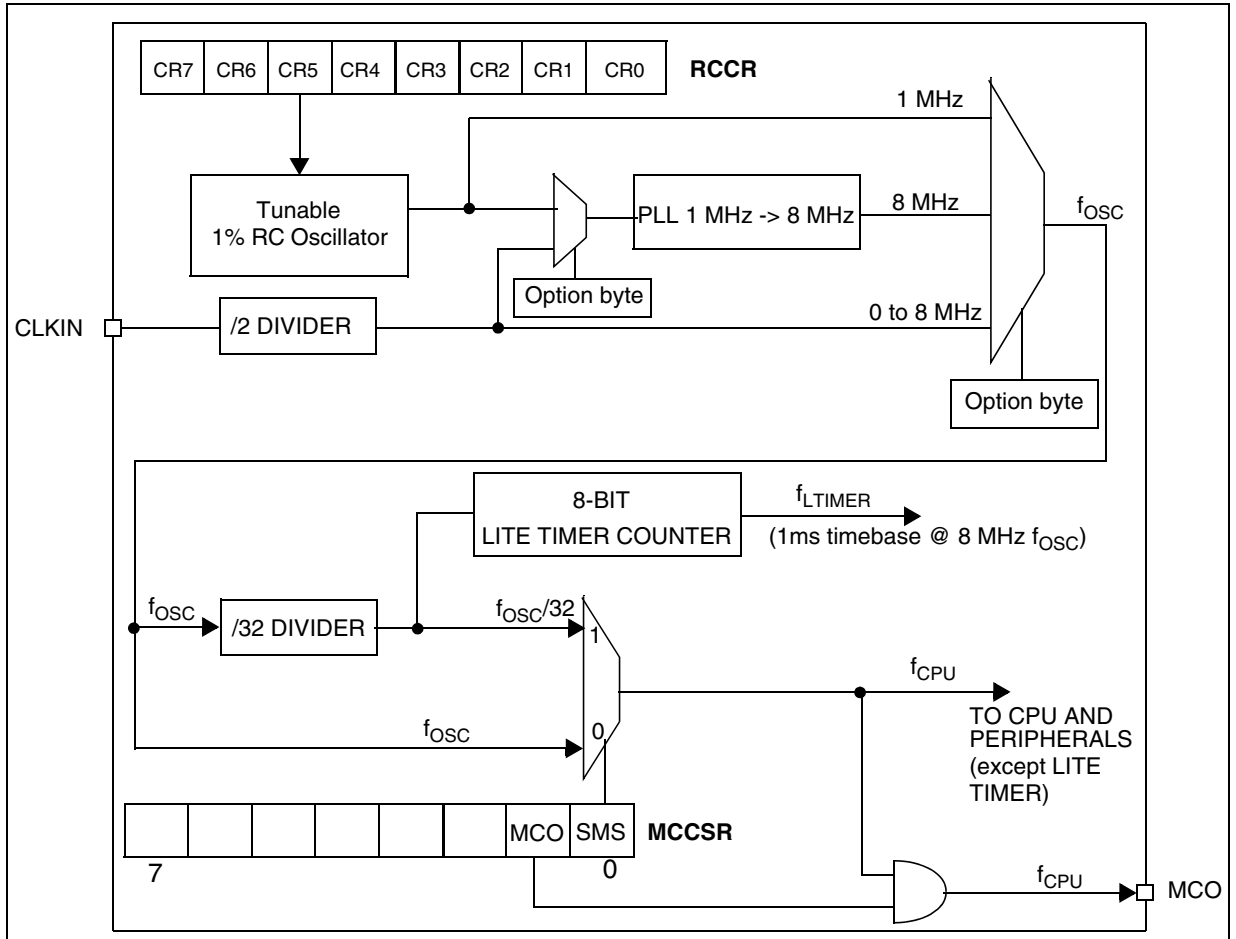 CR7 CR6 CR5 CR4 CR3 CR2 CR1 CR0 RCCR
1 MHz
Tunable
1% RC Oscillator
PLL 1 MHz -> 8 MHz
8 MHz
fOSC
Option byte
CLKIN
/2 DIVIDER
0 to 8 MHz
Option byte
8-BIT
LITE TIMER COUNTER
fLTIMER
(1ms timebase @ 8 MHz fOSC)
fOSC
/32 DIVIDER
fOSC/32
1
fCPU
TO CPU AND
PERIPHERALS
(except LITE
TIMER)
fOSC
0
MCO SMS MCCSR
7 0
fCPU
MCO